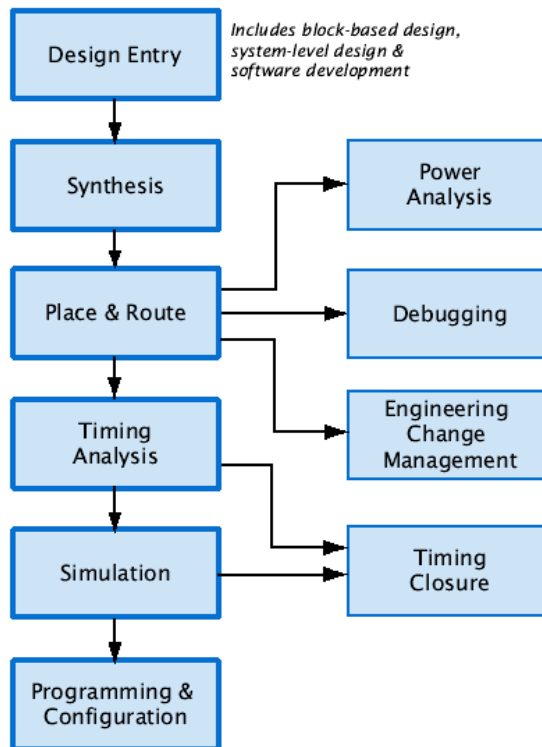 Design Entry
Includes block-based design,
system-level design &
software development
Synthesis
Power
Analysis
Place & Route
Debugging
Timing
Analysis
Engineering
Change
Management
Simulation
Timing
Closure
Programming &
Configuration